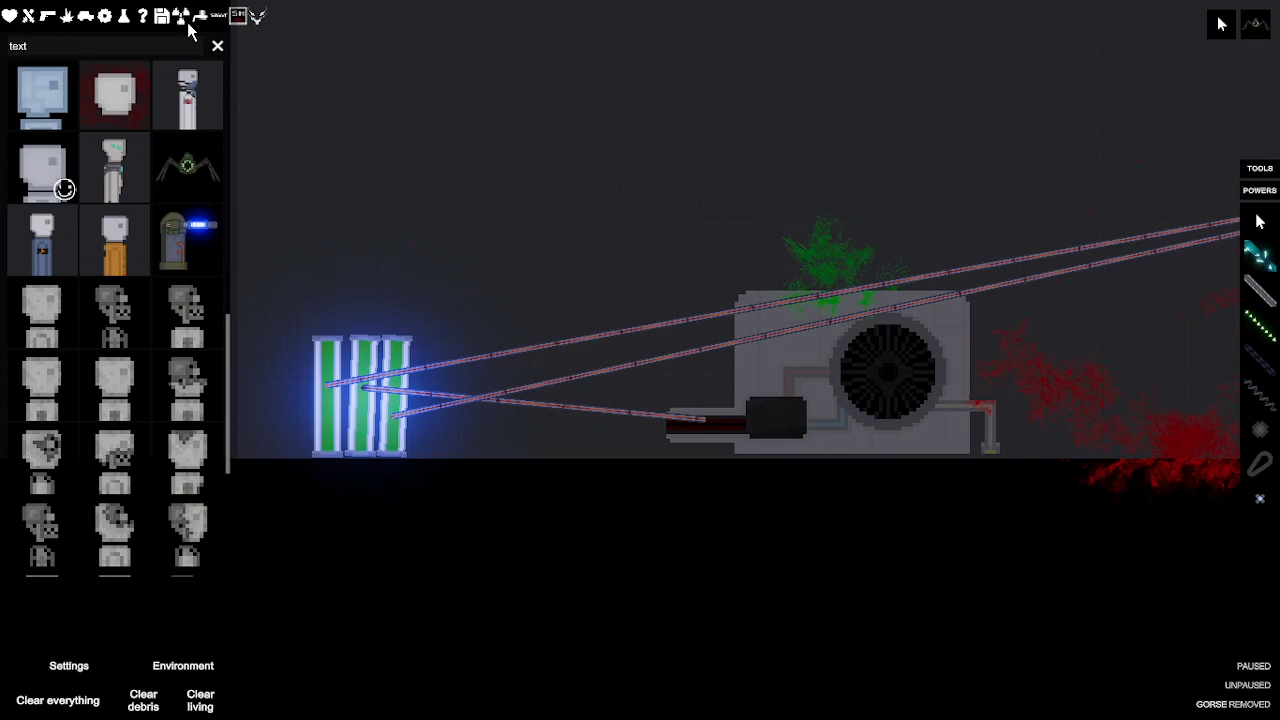 text
TOOLS
POWERS
Settings
Environment
Clear everything
Clear debris
Clear living
PAUSED
UNPAUSED
GORSE REMOVED